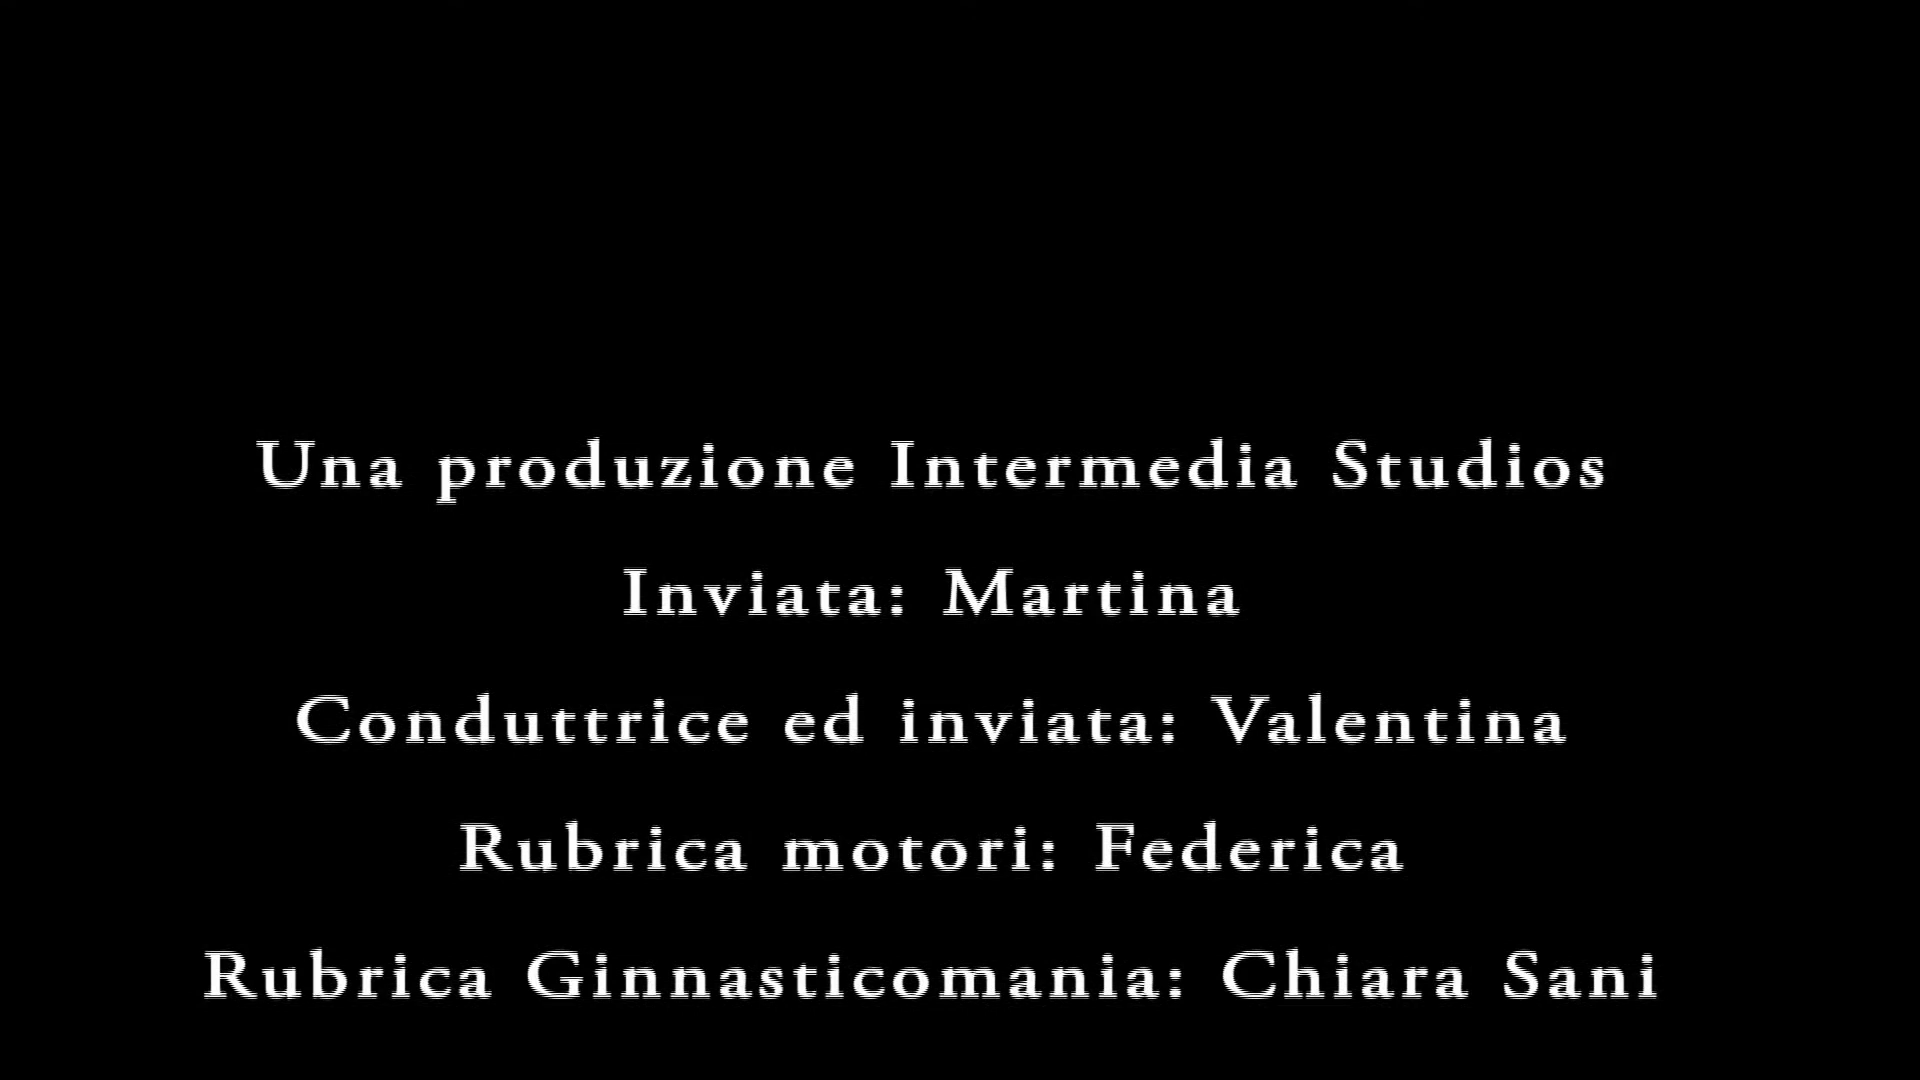 Una produzione Intermedia Studios
Inviata: Martina
Conduttrice ed inviata: Valentina
Rubrica motori: Federica
Rubrica Ginnasticomania: Chiara Sani